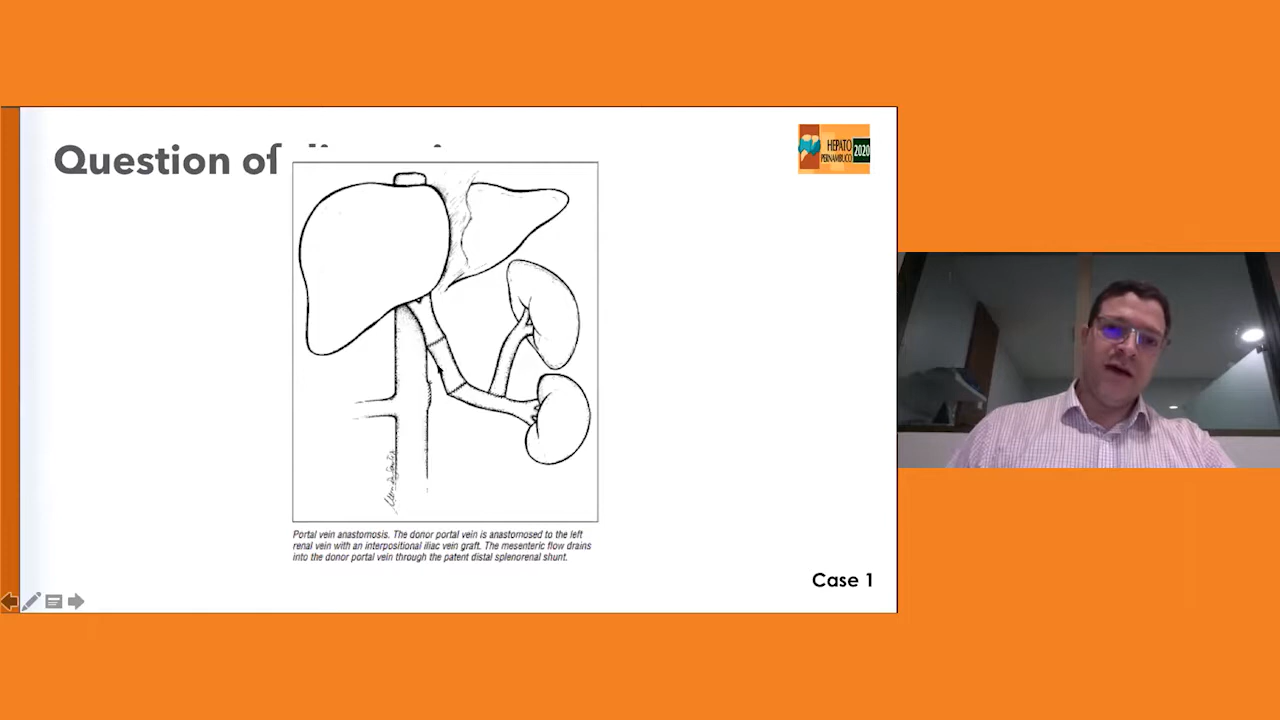 Question of
HEPATO
PERNAMBUCO
2020
Portal vein anastomosis. The donor portal vein is anastomosed to the left
renal vein with an interpositional iliac vein graft. The mesenteric flow drains
into the donor portal vein through the patent distal splenorenal shunt.
Case 1